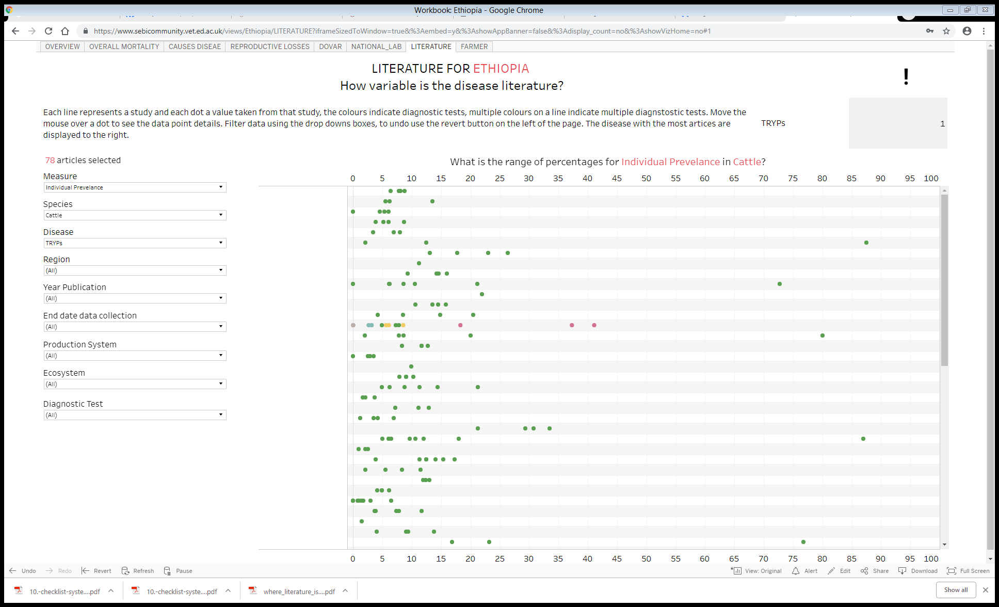 Workbook: Ethiopia - Google Chrome
https://www.sebicommunity.vet.ed.ac.uk/views/Ethiopia/LITERATURE?iframeSizedToWindow=true&%3Aembed=y&%3AshowAppBanner=false&%3Adisplay_count=no&%3AshowVizHome=no#1
OVERVIEW OVERALL MORTALITY CAUSES DISEAE REPRODUCTIVE LOSSES DOVAR NATIONAL_LAB LITERATURE FARMER
LITERATURE FOR ETHIOPIA
How variable is the disease literature?
!
Each line represents a study and each dot a value taken from that study, the colours indicate diagnostic tests, multiple colours on a line indicate multiple diagnstostic tests. Move the
mouse over a dot to see the data point details. Filter data using the drop downs boxes, to undo use the revert button on the left of the page. The disease with the most artices are
displayed to the right.
TRYPs 1
78 articles selected
What is the range of percentages for Individual Prevelance in Cattle?
Measure
Individual Prevelance
Species
Cattle
Disease
TRYPs
Region
(All)
Year Publication
(All)
End date data collection
(All)
Production System
(All)
Ecosystem
(All)
Diagnostic Test
(All)
0 5 10 15 20 25 30 35 40 45 50 55 60 65 70 75 80 85 90 95 100
0 5 10 15 20 25 30 35 40 45 50 55 60 65 70 75 80 85 90 95 100
Undo Redo Revert Refresh Pause View: Original Alert Edit Share Download Full Screen
10.-checklist-syste....pdf 10.-checklist-syste....pdf where_literature_is....pdf Show all